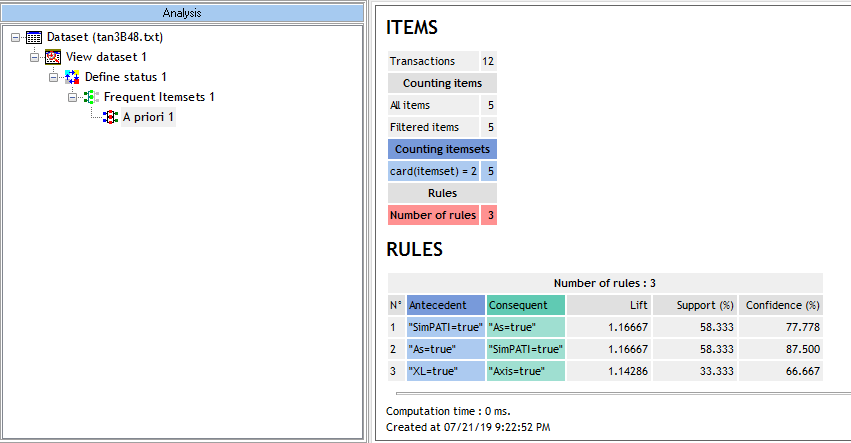 Analysis
Dataset (tan3B48.txt)
View dataset 1
Define status 1
Frequent Itemsets 1
A priori 1
ITEMS
Transactions 12
Counting items
All items 5
Filtered items 5
Counting itemsets
card(itemset) = 2 5
Rules
Number of rules 3
RULES
Number of rules : 3
N° Antecedent Consequent Lift Support (%) Confidence (%)
1 "SimPATI=true" "As=true" 1.16667 58.333 77.778
2 "As=true" "SimPATI=true" 1.16667 58.333 87.500
3 "XL=true" "Axis=true" 1.14286 33.333 66.667
Computation time : 0 ms.
Created at 07/21/19 9:22:52 PM